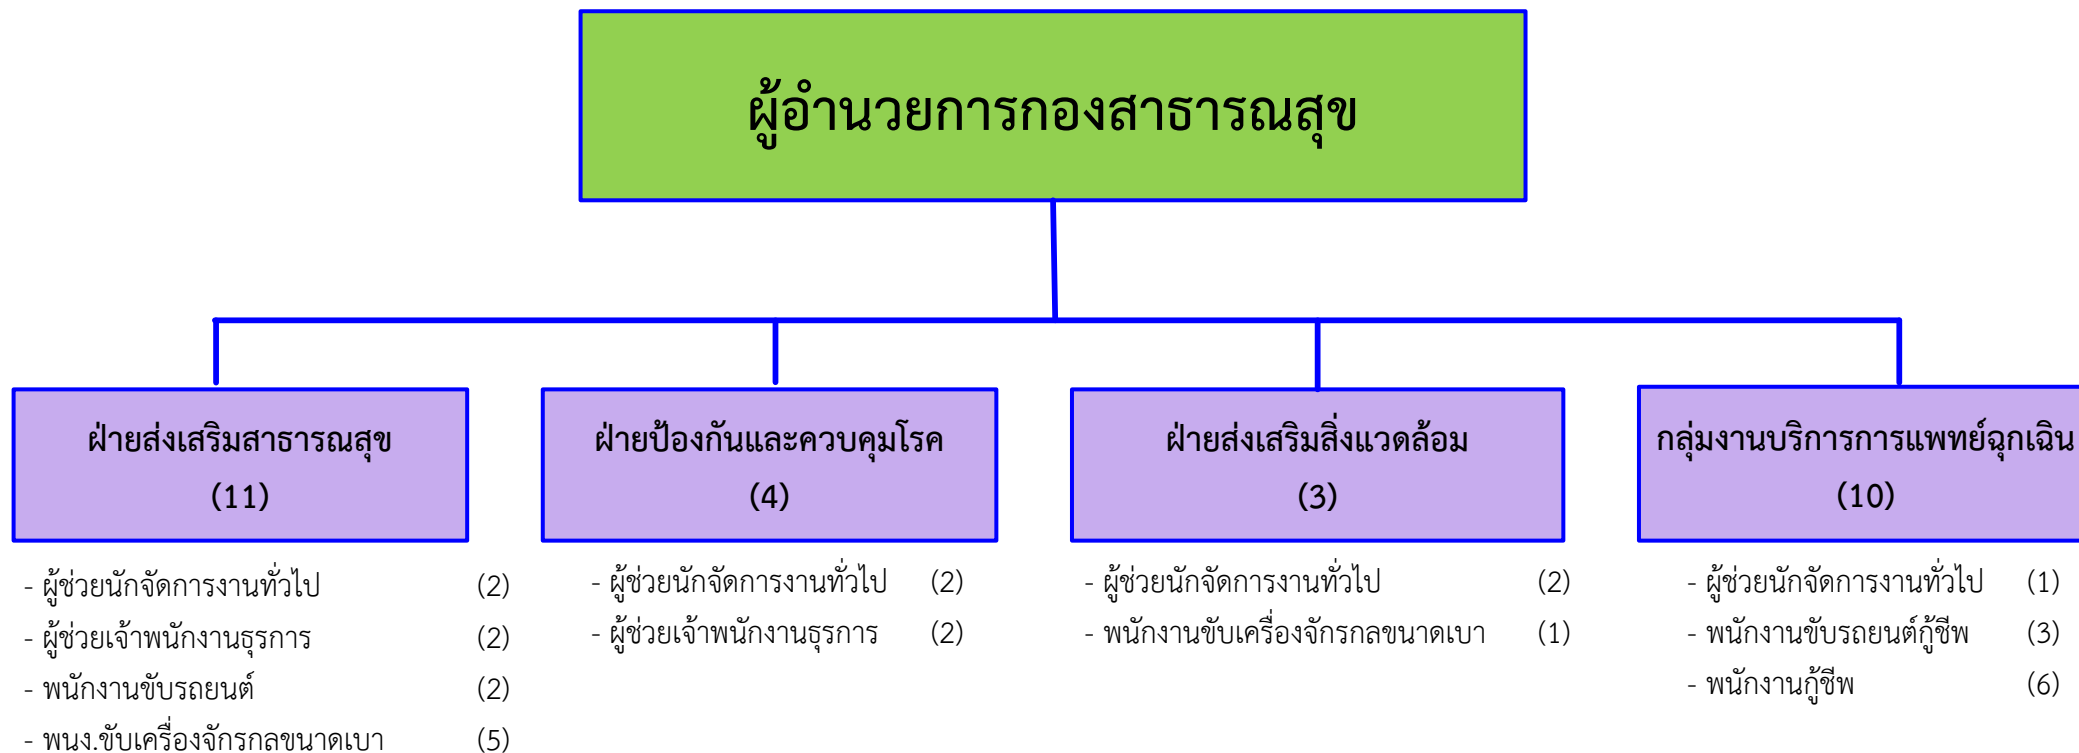 ผู้อำนวยการกองสาธารณสุข
ฝ่ายส่งเสริมสาธารณสุข
(11)
- ผู้ช่วยนักจัดการงานทั่วไป (2)
- ผู้ช่วยเจ้าพนักงานธุรการ (2)
- พนักงานขับรถยนต์ (2)
- พนง.ขับเครื่องจักรกลขนาดเบา (5)
ฝ่ายป้องกันและควบคุมโรค
(4)
- ผู้ช่วยนักจัดการงานทั่วไป (2)
- ผู้ช่วยเจ้าพนักงานธุรการ (2)
ฝ่ายส่งเสริมสิ่งแวดล้อม
(3)
- ผู้ช่วยนักจัดการงานทั่วไป (2)
- พนักงานขับเครื่องจักรกลขนาดเบา (1)
กลุ่มงานบริการการแพทย์ฉุกเฉิน
(10)
- ผู้ช่วยนักจัดการงานทั่วไป (1)
- พนักงานขับรถยนต์กู้ชีพ (3)
- พนักงานกู้ชีพ (6)